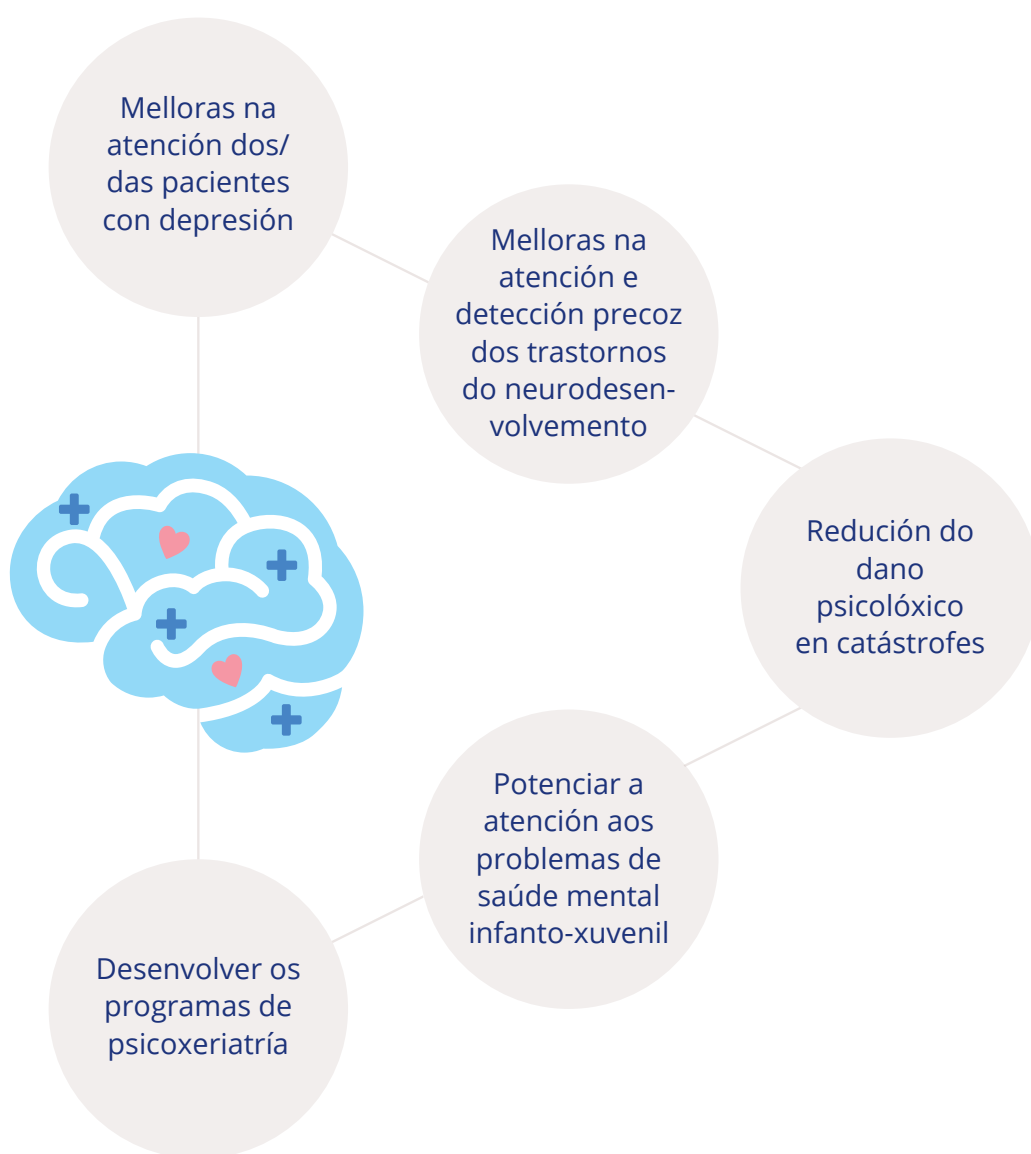 Melloras na
atención dos/
das pacientes
con depresión
Melloras na
atención e
detección precoz
dos trastornos
do neurodesen-
volvemento
Redución do
dano
psicolóxico
en catástrofes
Potenciar a
atención aos
problemas de
saúde mental
infanto-xuvenil
Desenvolver os
programas de
psicoxeriatría